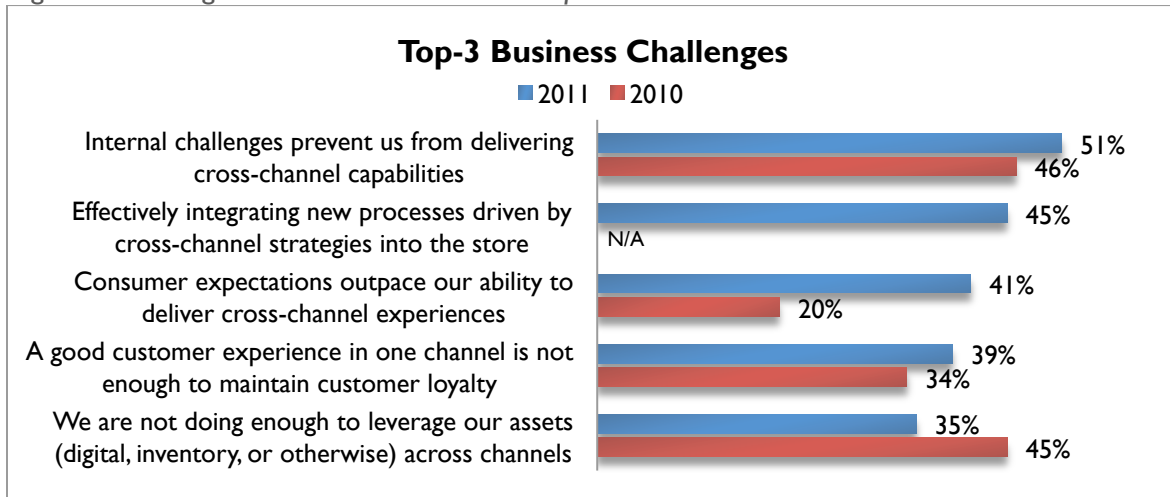 Top-3 Business Challenges
2011 2010
Internal challenges prevent us from delivering
cross-channel capabilities
51%
46%
Effectively integrating new processes driven by
cross-channel strategies into the store
45%
N/A
Consumer expectations outpace our ability to
deliver cross-channel experiences
41%
20%
A good customer experience in one channel is not
enough to maintain customer loyalty
39%
34%
We are not doing enough to leverage our assets
(digital, inventory, or otherwise) across channels
35%
45%